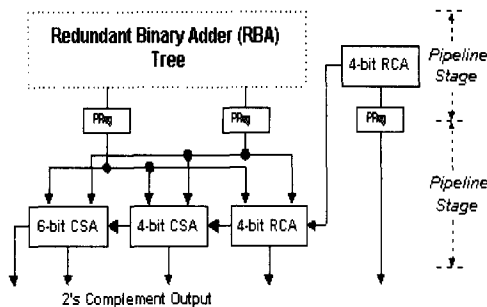 Redundant Binary Adder (RBA)
Tree
4-bit RCA
Pipeline
Stage
PReg
PReg
PReg
Pipeline
Stage
6-bit CSA
4-bit CSA
4-bit RCA
2's Complement Output